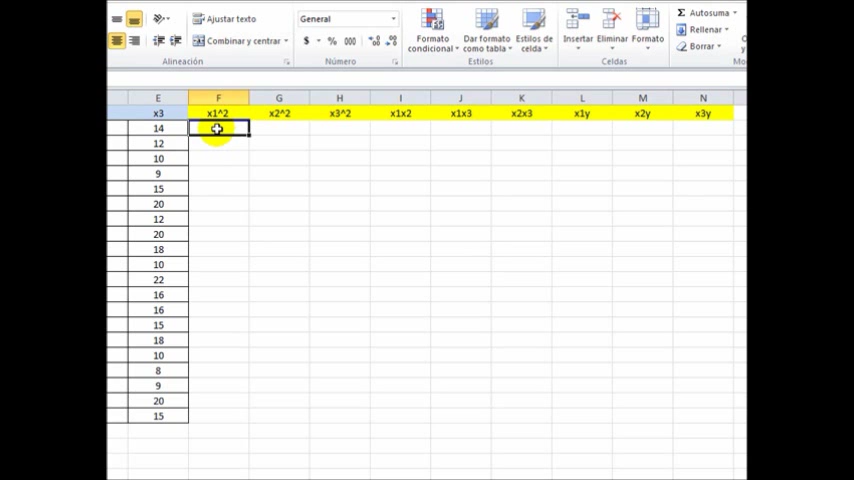 Ajustar texto
General
Autosuma
Rellenar
Combinar y centrar
$ % 000
Formato condicional
Dar formato como tabla
Estilos de celda
Insertar
Eliminar
Formato
Borrar
Alineación
Número
Estilos
Celdas
E F G H I J K L M N
x3 x1^2 x2^2 x3^2 x1x2 x1x3 x2x3 x1y x2y x3y
14
12
10
9
15
20
12
20
18
10
22
16
16
15
18
10
8
9
20
15